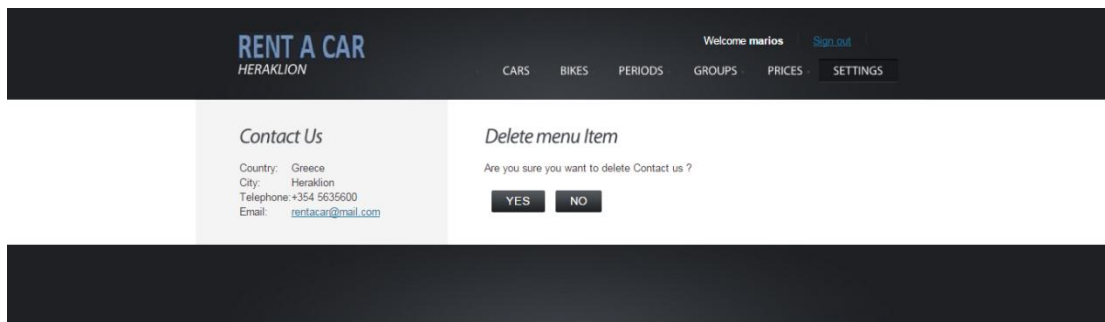 RENT A CAR
HERAKLION
Welcome marios Sign out
CARS BIKES PERIODS GROUPS PRICES SETTINGS
Contact Us
Country: Greece
City: Heraklion
Telephone:+354 5635600
Email: rentacar@mail.com
Delete menu Item
Are you sure you want to delete Contact us ?
YES NO